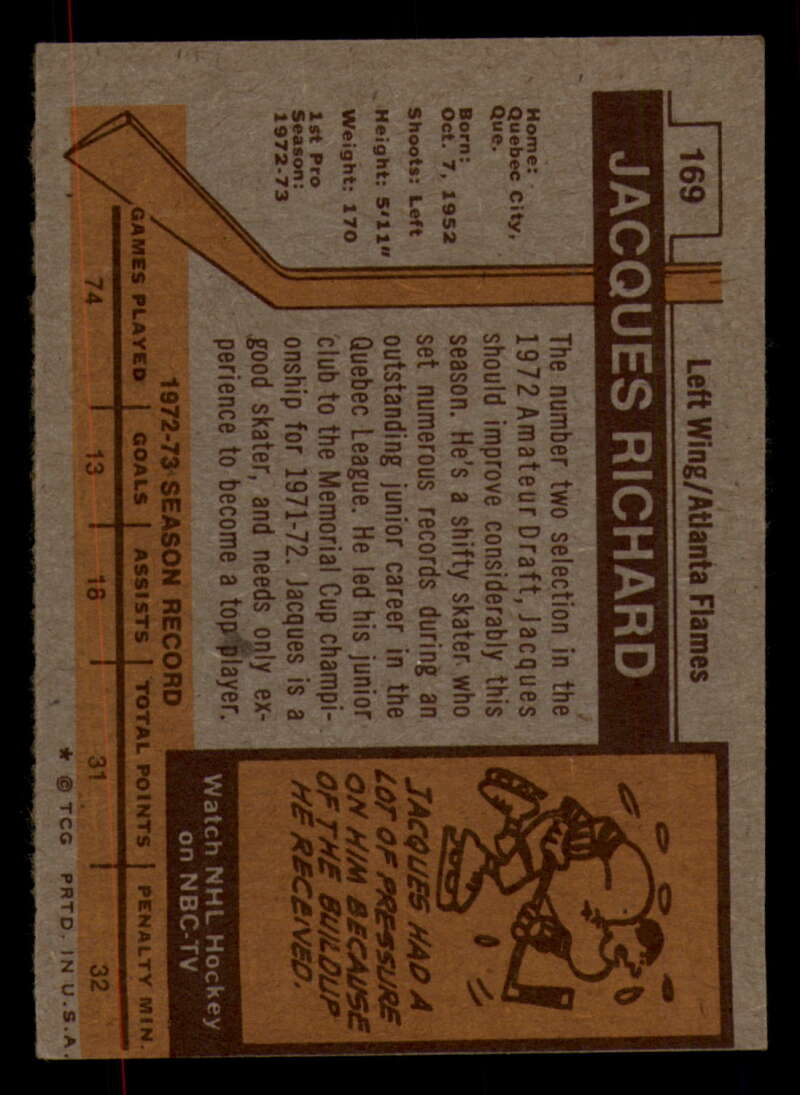 169
Left Wing/Atlanta Flames
JACQUES RICHARD
Home:
Quebec City,
Que.
Born:
Oct. 7, 1952
Shoots: Left
Height: 5'11"
Weight: 170
1st Pro
Season:
1972-73
The number two selection in the
1972 Amateur Draft, Jacques
should improve considerably this
season. He's a shifty skater who
set numerous records during an
outstanding junior career in the
Quebec League. He led his junior
club to the Memorial Cup champi-
onship for 1971-72. Jacques is a
good skater, and needs only ex-
perience to become a top player.
JACQUES HAD A
LOT OF PRESSURE
ON HIM BECAUSE
OF THE BUILDUP
HE RECEIVED.
Watch NHL Hockey
on NBC-TV
1972-73 SEASON RECORD
GAMES PLAYED GOALS ASSISTS TOTAL POINTS PENALTY MIN.
74 13 18 31 32
* © TCG PRTD. IN U.S.A.